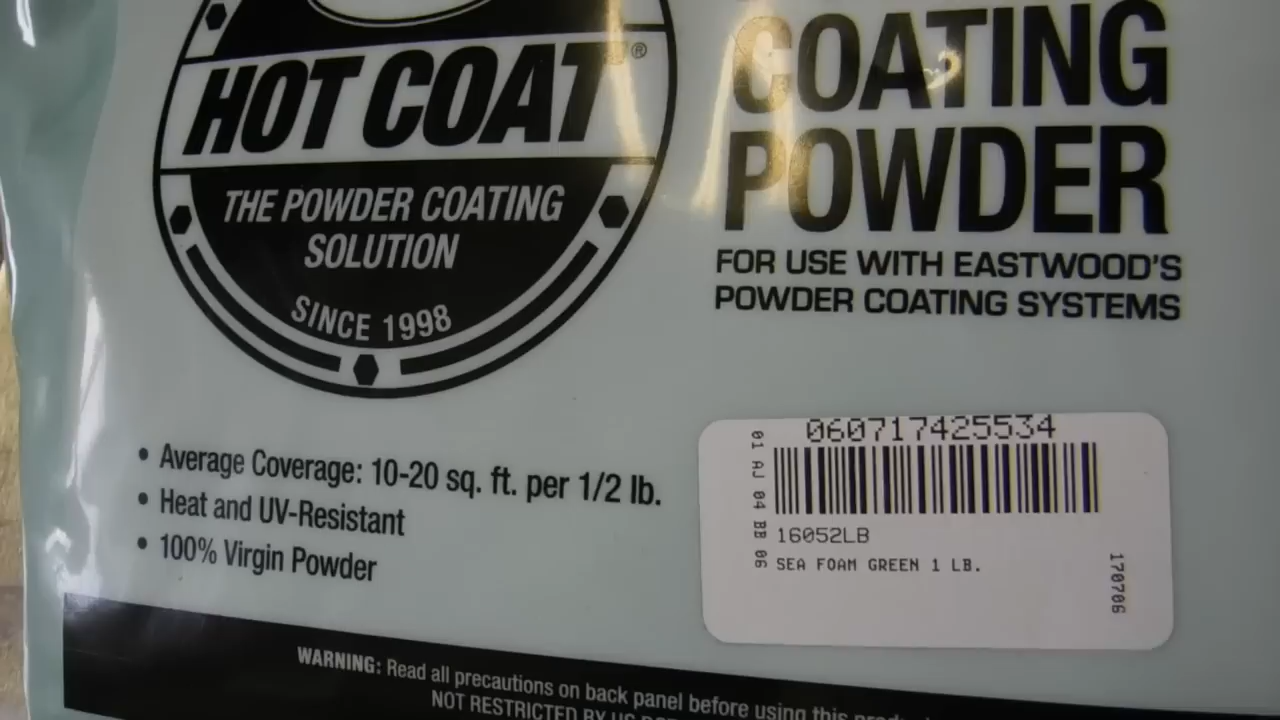 HOT COAT®
THE POWDER COATING
SOLUTION
SINCE 1998
COATING
POWDER
FOR USE WITH EASTWOOD'S
POWDER COATING SYSTEMS
• Average Coverage: 10-20 sq. ft. per 1/2 lb.
• Heat and UV-Resistant
• 100% Virgin Powder
060717425534
01 AJ 04 BB 06
16052LB
SEA FOAM GREEN 1 LB.
170706
WARNING: Read all precautions on back panel before using this
NOT RESTRICTED BY US